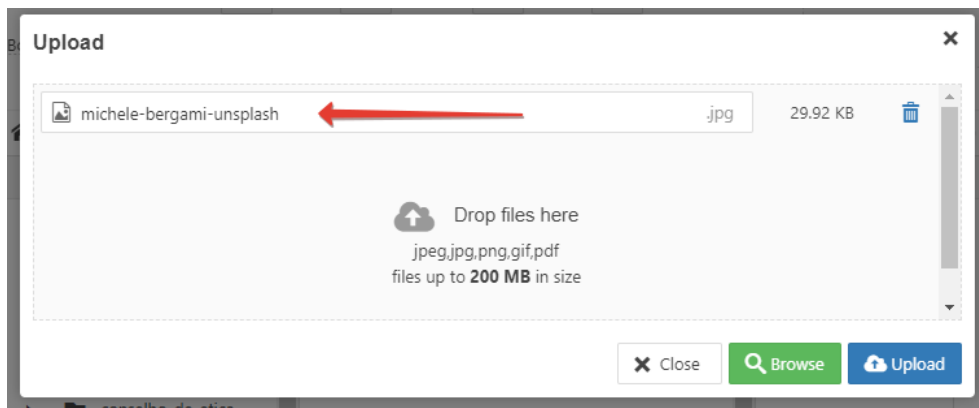 Upload
michele-bergami-unsplash .jpg 29.92 KB
Drop files here
jpeg,jpg,png,gif,pdf
files up to 200 MB in size
Close Browse Upload